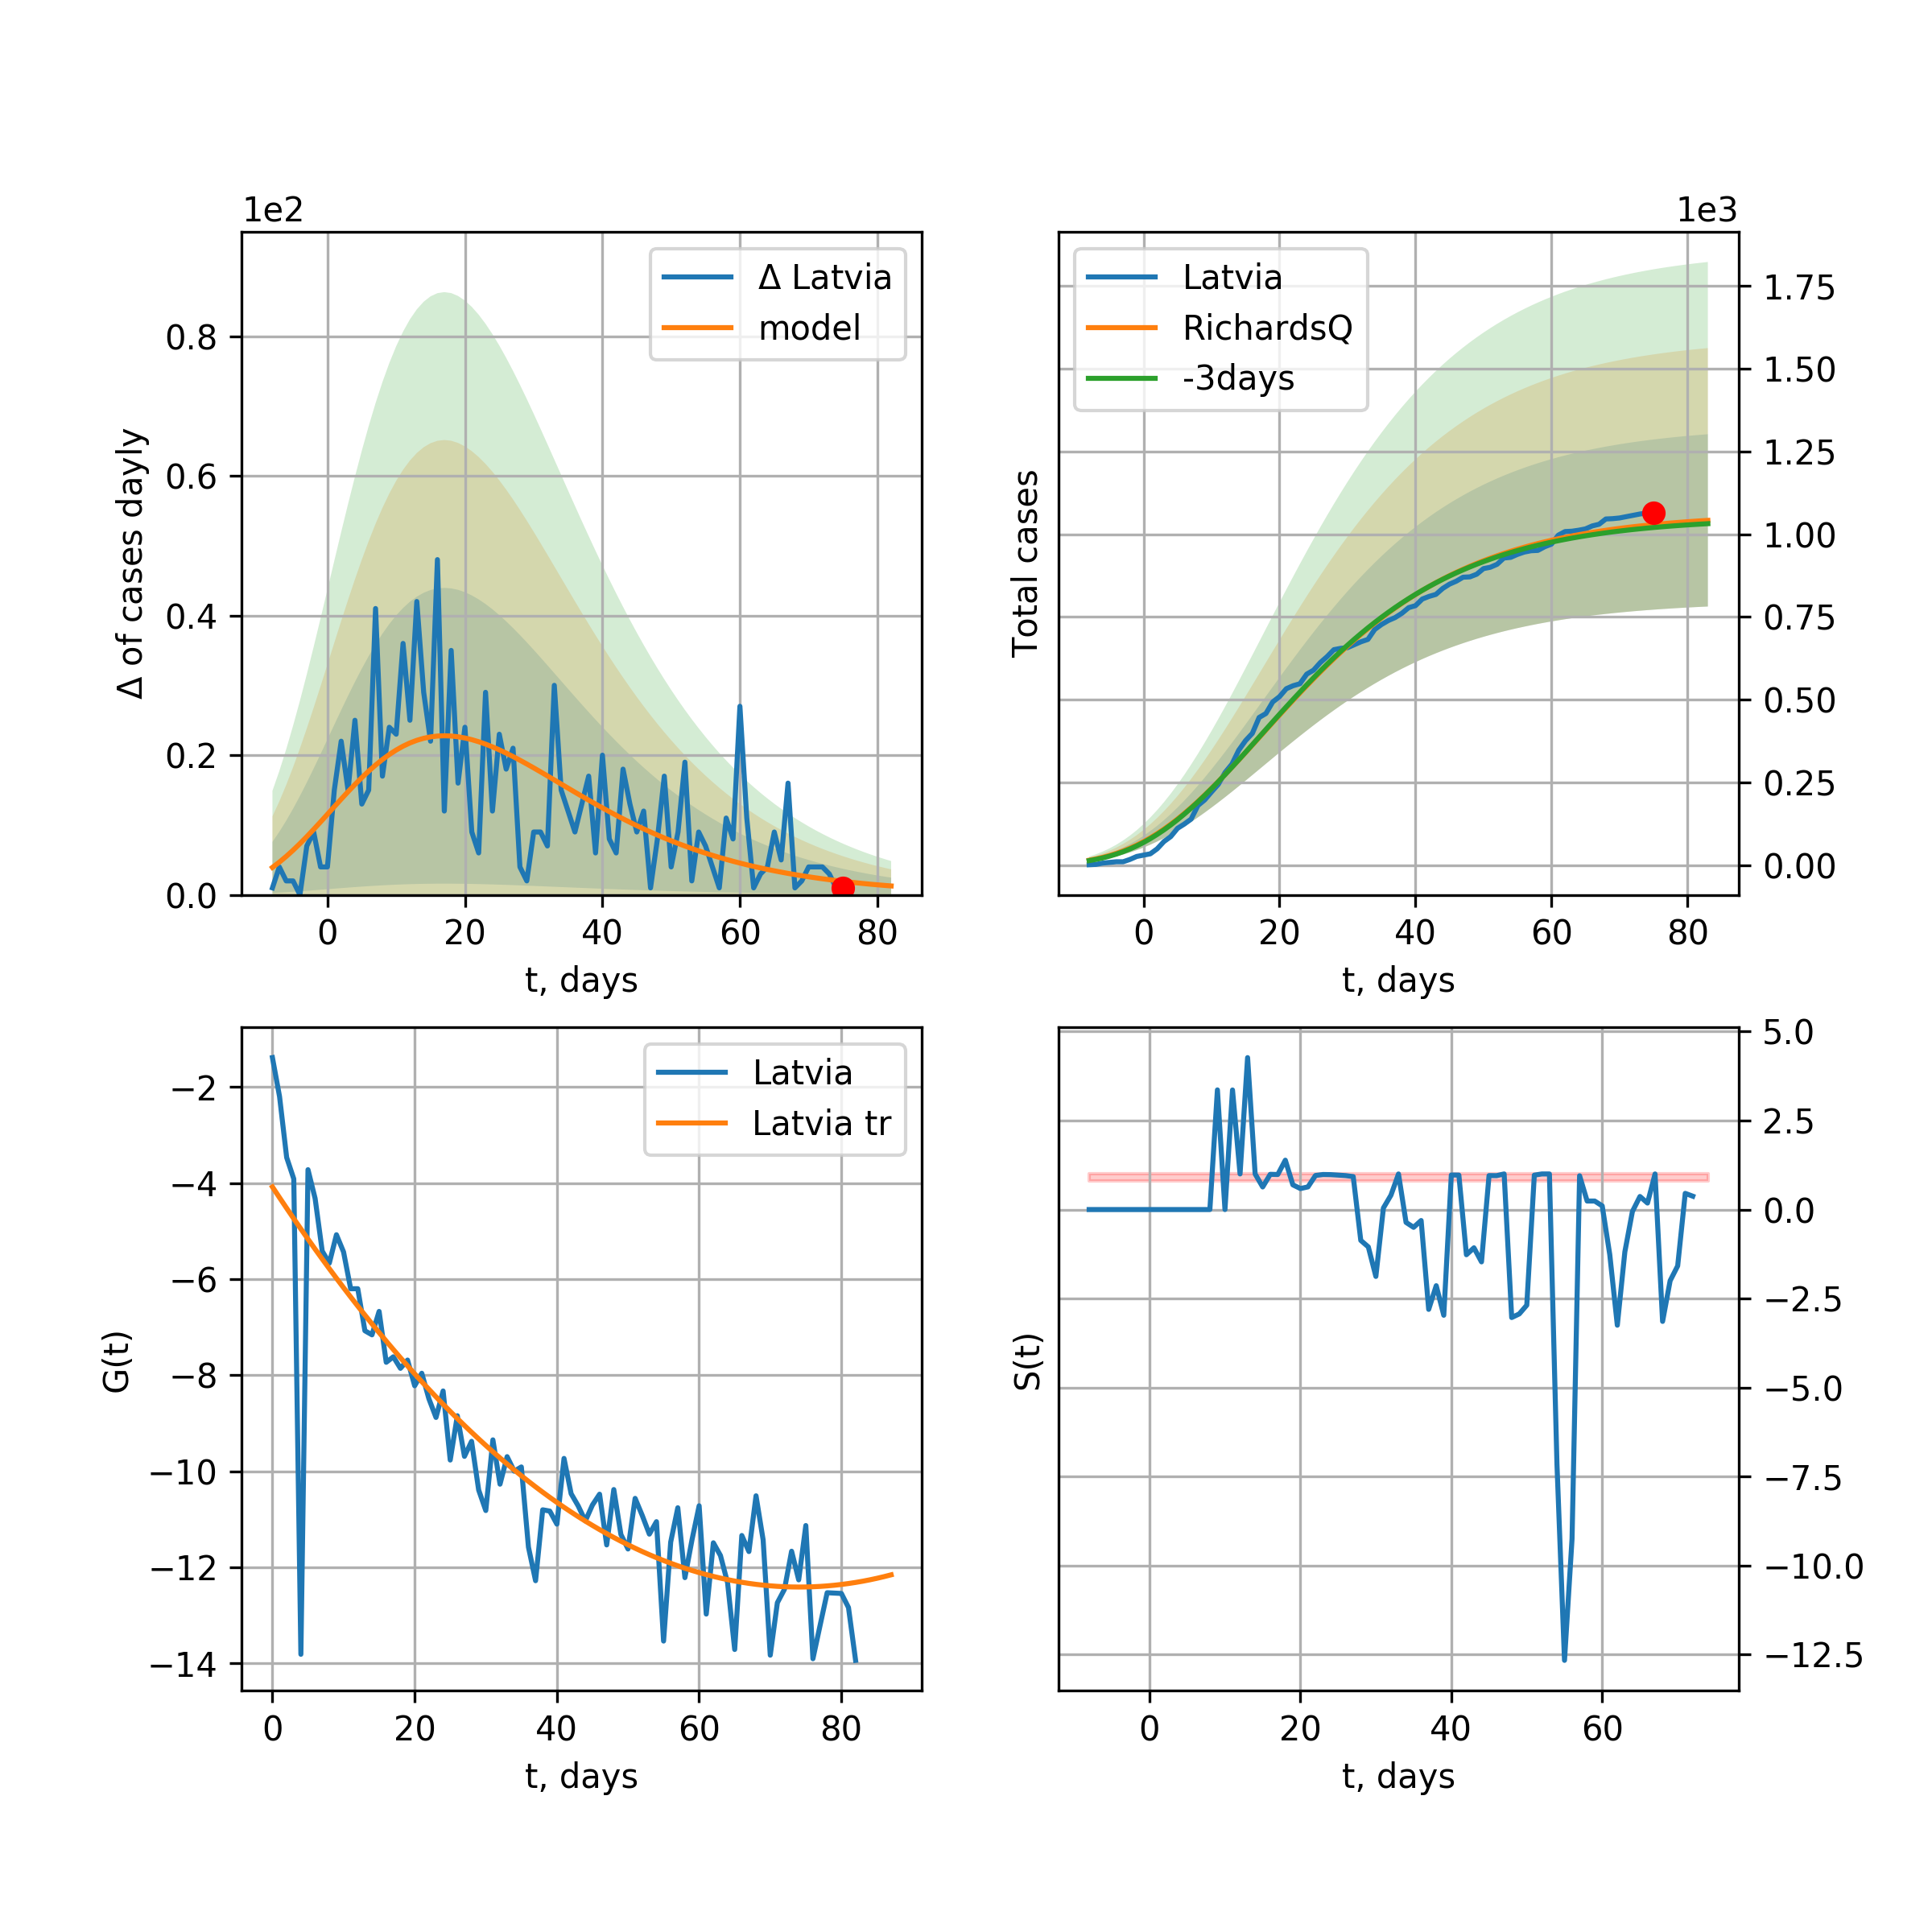 1e2
Δ Latvia
model
0.8
0.6
0.4
0.2
0.0
Δ of cases dayly
0 20 40 60 80
t, days
1e3
Latvia
RichardsQ
-3days
1.75
1.50
1.25
1.00
0.75
0.50
0.25
0.00
Total cases
0 20 40 60 80
t, days
Latvia
Latvia tr
−2
−4
−6
−8
−10
−12
−14
G(t)
0 20 40 60 80
t, days
5.0
2.5
0.0
−2.5
−5.0
−7.5
−10.0
−12.5
S(t)
0 20 40 60
t, days